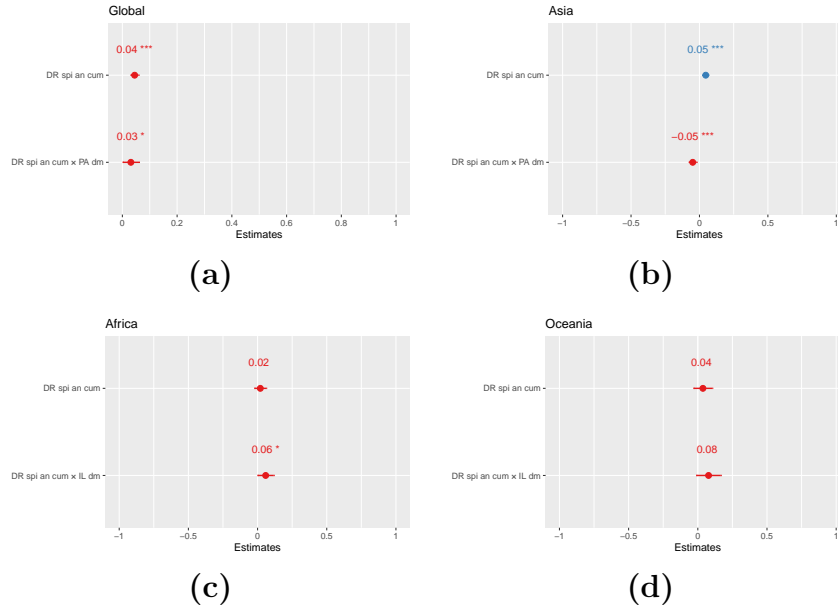 Global
0.04 ***
DR spi an cum
0.03 *
DR spi an cum × PA dm
0 0.2 0.4 0.6 0.8 1
Estimates
(a)
Asia
0.05 ***
DR spi an cum
−0.05 ***
DR spi an cum × PA dm
−1 −0.5 0 0.5 1
Estimates
(b)
Africa
0.02
DR spi an cum
0.06 *
DR spi an cum × IL dm
−1 −0.5 0 0.5 1
Estimates
(c)
Oceania
0.04
DR spi an cum
0.08
DR spi an cum × IL dm
−1 −0.5 0 0.5 1
Estimates
(d)